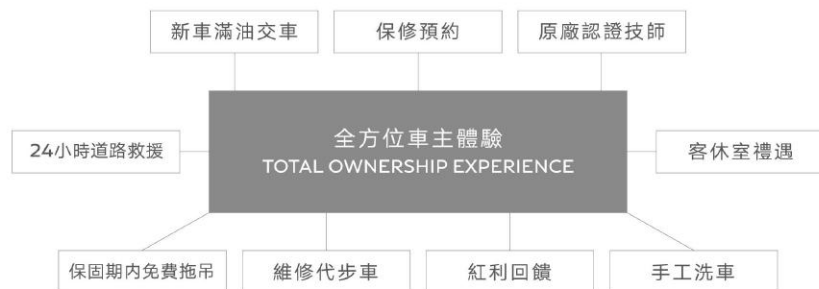 新車滿油交車
保修預約
原廠認證技師
24小時道路救援
全方位車主體驗
TOTAL OWNERSHIP EXPERIENCE
客休室禮遇
保固期內免費拖吊
維修代步車
紅利回饋
手工洗車